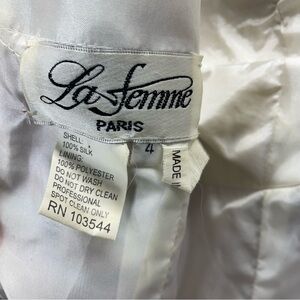 La Femme
PARIS
SHELL:
100% SILK
LINING:
100% POLYESTER
DO NOT WASH
DO NOT DRY CLEAN
PROFESSIONAL
SPOT CLEAN ONLY
RN 103544
4
MADE I